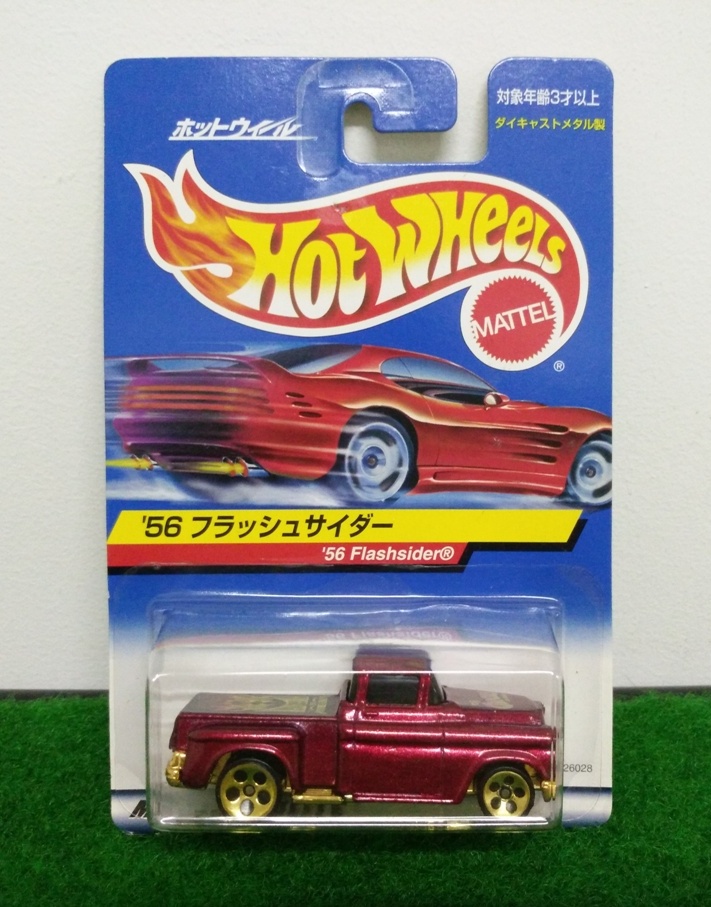 対象年齢3才以上
ダイキャストメタル製
ホットウィール
Hot Wheels
MATTEL
®
'56 フラッシュサイダー
'56 Flashsider®
26028